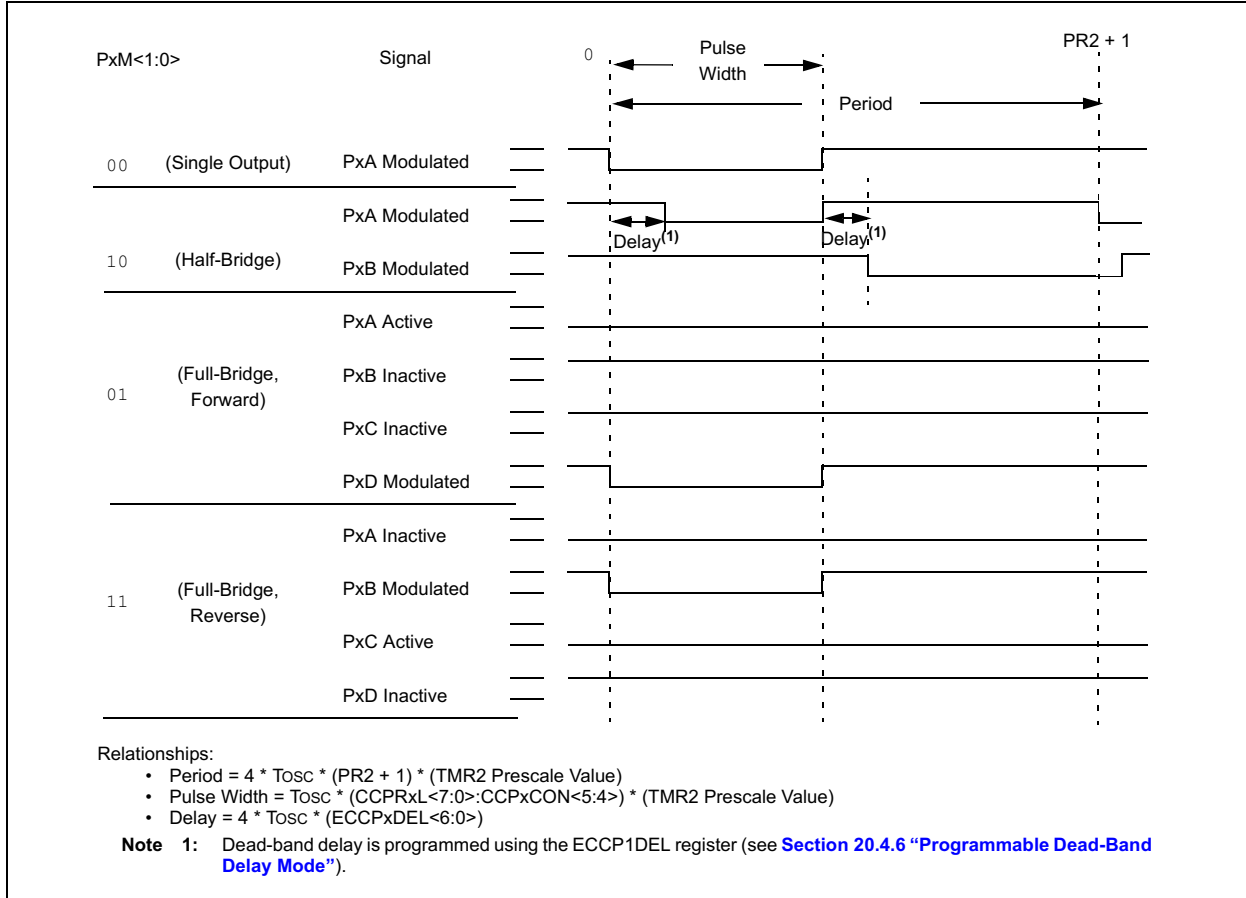 PxM<1:0> Signal 0 Pulse Width PR2 + 1
Period
00 (Single Output) PxA Modulated
PxA Modulated
Delay(1) Delay(1)
10 (Half-Bridge) PxB Modulated
PxA Active
01 (Full-Bridge, Forward) PxB Inactive
PxC Inactive
PxD Modulated
PxA Inactive
11 (Full-Bridge, Reverse) PxB Modulated
PxC Active
PxD Inactive
Relationships:
• Period = 4 * TOSC * (PR2 + 1) * (TMR2 Prescale Value)
• Pulse Width = TOSC * (CCPRxL<7:0>:CCPxCON<5:4>) * (TMR2 Prescale Value)
• Delay = 4 * TOSC * (ECCPxDEL<6:0>)
Note 1: Dead-band delay is programmed using the ECCP1DEL register (see Section 20.4.6 “Programmable Dead-Band
Delay Mode”).